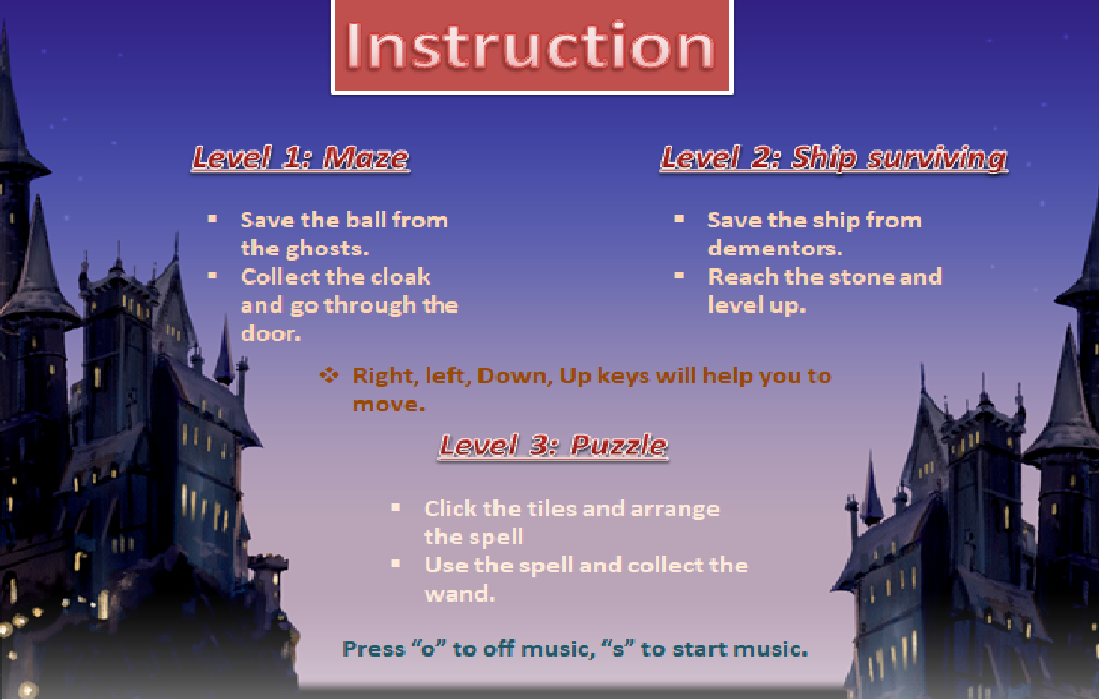 Instruction
Level 1: Maze
Save the ball from
the ghosts.
Collect the cloak
and go through the
door.
Level 2: Ship surviving
Save the ship from
dementors.
Reach the stone and
level up.
Right, left, Down, Up keys will help you to
move.
Level 3: Puzzle
Click the tiles and arrange
the spell
Use the spell and collect the
wand.
Press “o” to off music, “s” to start music.